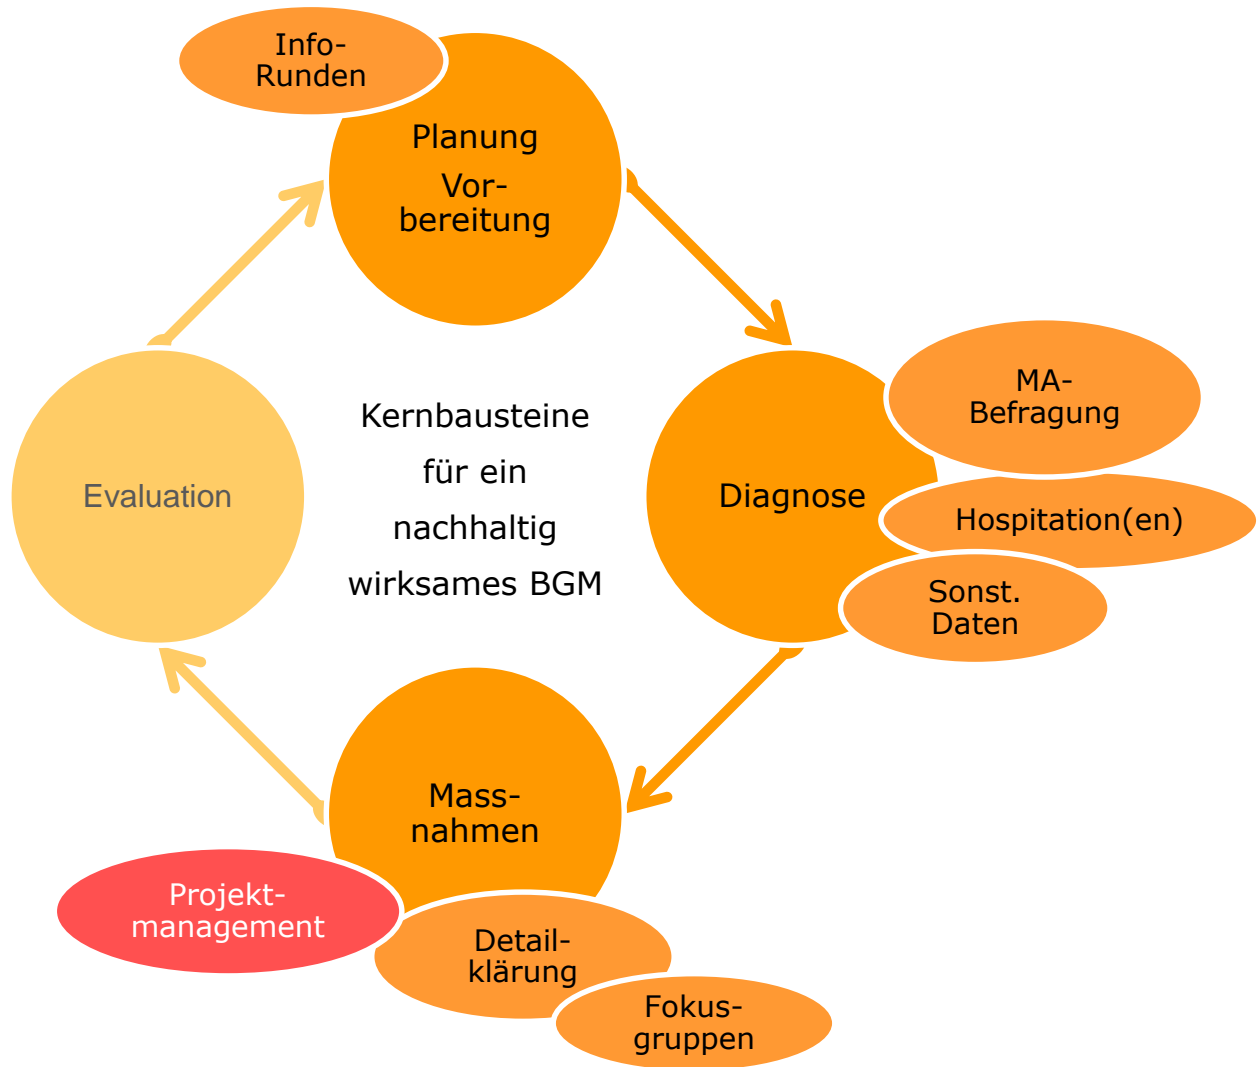 Info-
Runden
Planung
Vor-
bereitung
MA-
Befragung
Kernbausteine
für ein
nachhaltig
wirksames BGM
Evaluation
Diagnose
Hospitation(en)
Sonst.
Daten
Mass-
nahmen
Projekt-
management
Detail-
klärung
Fokus-
gruppen